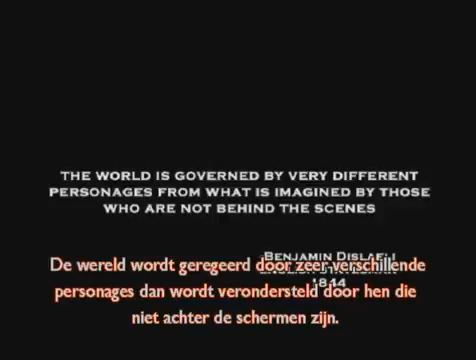 THE WORLD IS GOVERNED BY VERY DIFFERENT
PERSONAGES FROM WHAT IS IMAGINED BY THOSE
WHO ARE NOT BEHIND THE SCENES
BENJAMIN
De wereld wordt geregeerd door zeer verschillende
personages dan wordt verondersteld door hen die
niet achter de schermen zijn.